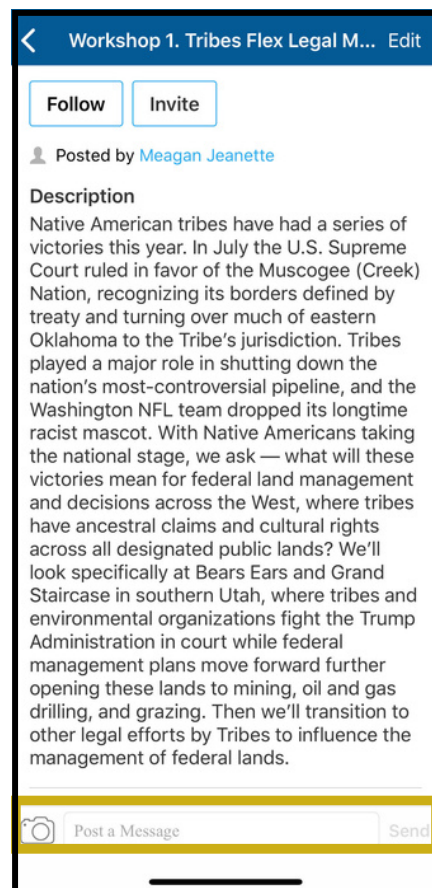 Workshop 1. Tribes Flex Legal M... Edit
Follow Invite
Posted by Meagan Jeanette
Description
Native American tribes have had a series of
victories this year. In July the U.S. Supreme
Court ruled in favor of the Muscogee (Creek)
Nation, recognizing its borders defined by
treaty and turning over much of eastern
Oklahoma to the Tribe's jurisdiction. Tribes
played a major role in shutting down the
nation's most-controversial pipeline, and the
Washington NFL team dropped its longtime
racist mascot. With Native Americans taking
the national stage, we ask — what will these
victories mean for federal land management
and decisions across the West, where tribes
have ancestral claims and cultural rights
across all designated public lands? We'll
look specifically at Bears Ears and Grand
Staircase in southern Utah, where tribes and
environmental organizations fight the Trump
Administration in court while federal
management plans move forward further
opening these lands to mining, oil and gas
drilling, and grazing. Then we'll transition to
other legal efforts by Tribes to influence the
management of federal lands.
Post a Message Send